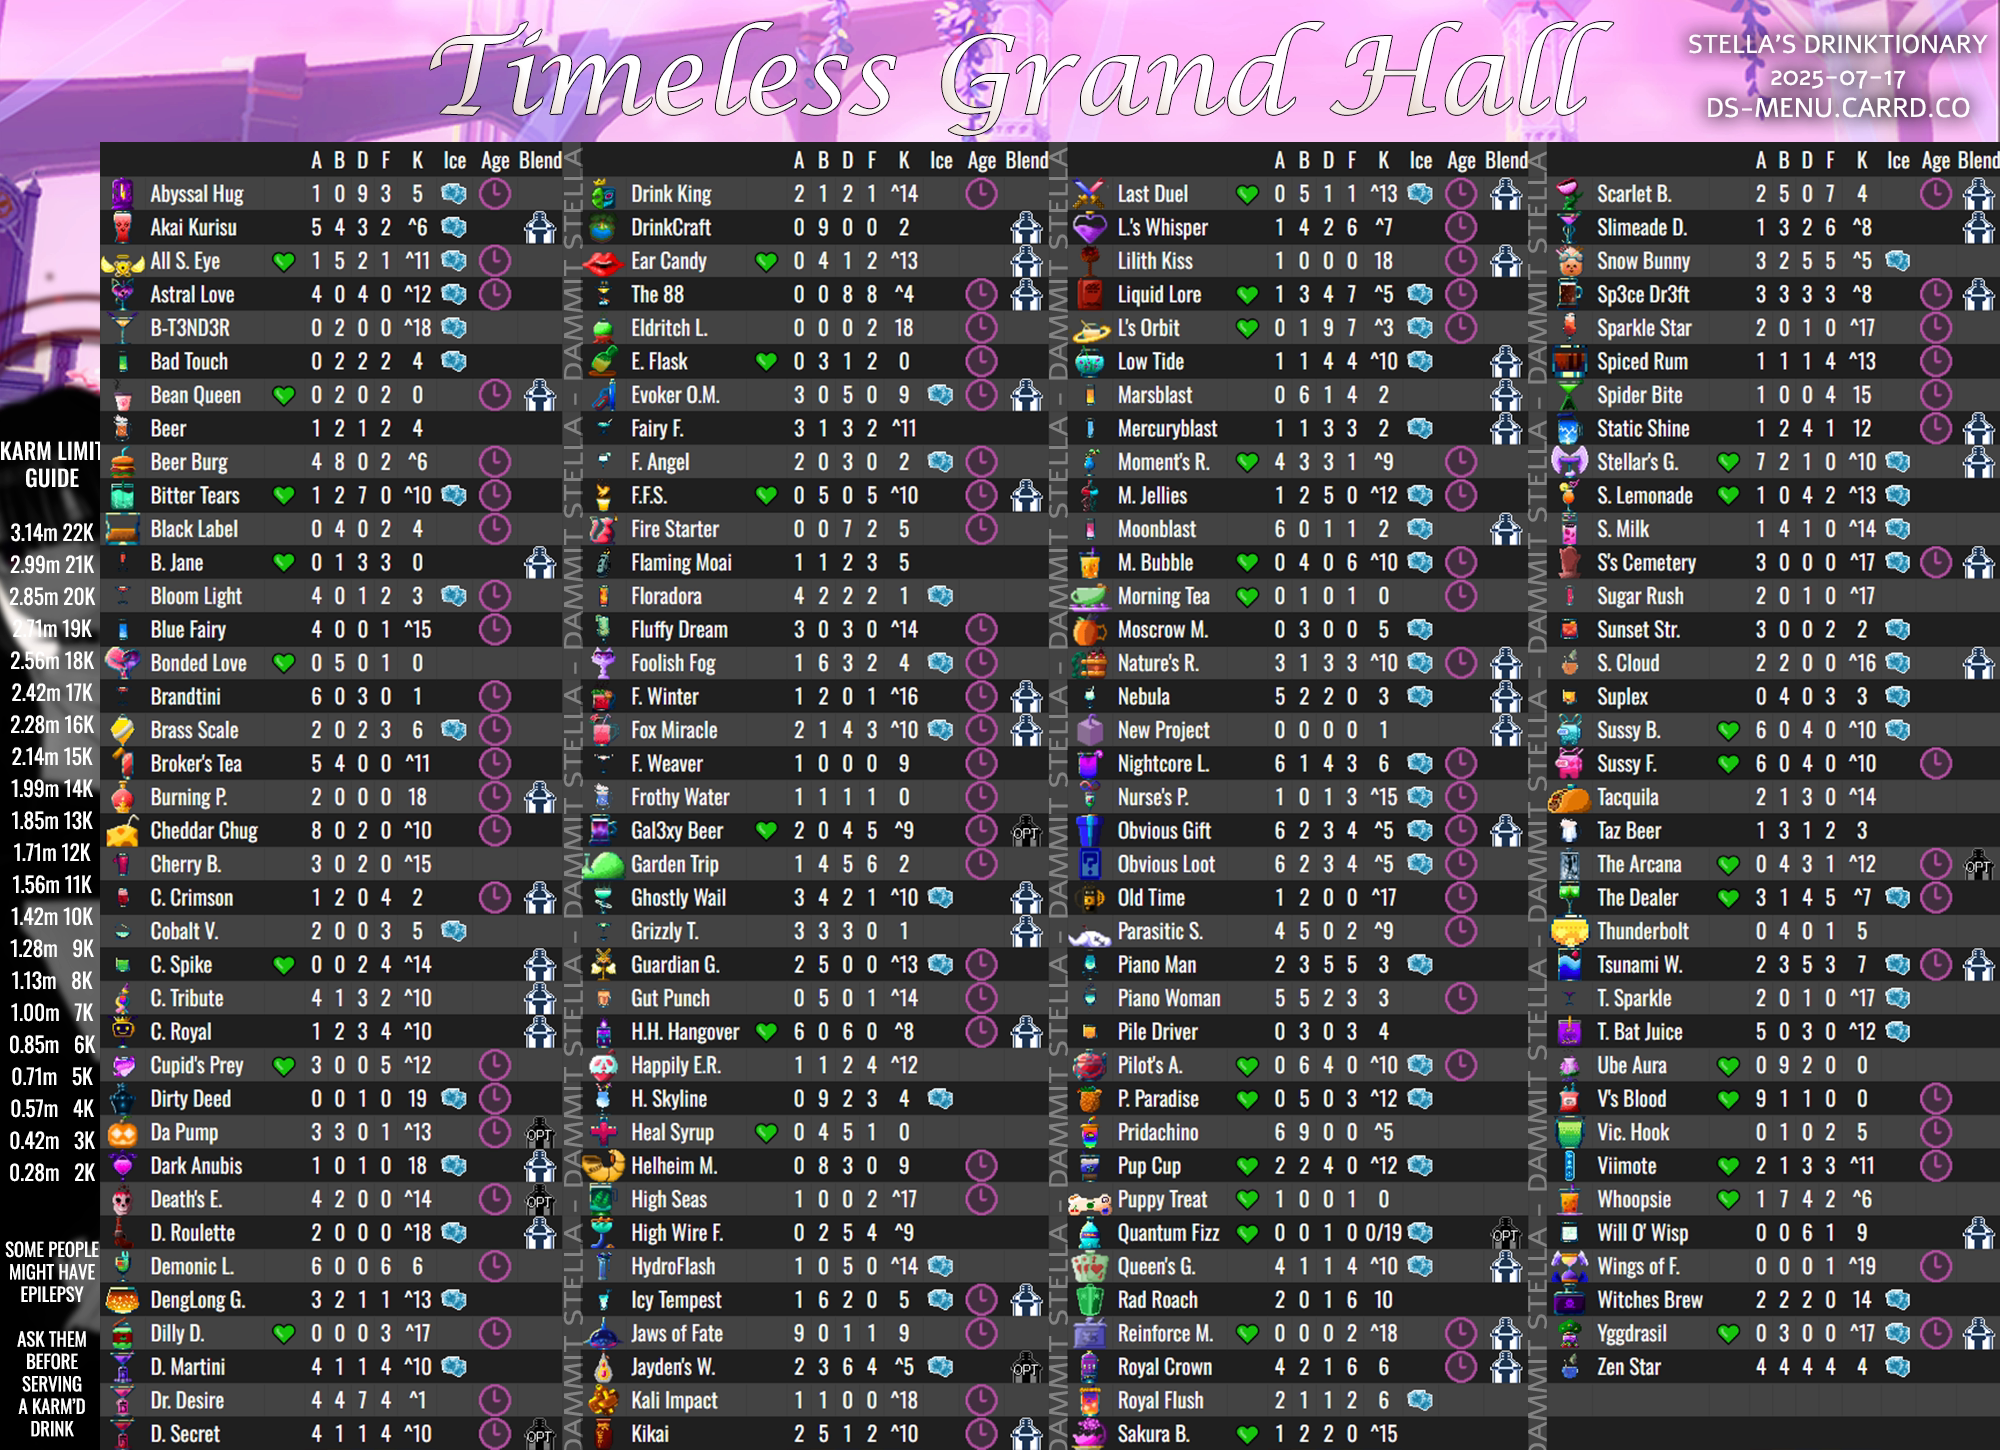 Timeless Grand Hall
STELLA'S DRINKTIONARY
2025-07-17
DS-MENU.CARRD.CO
KARM LIMIT
GUIDE
3.14m 22K
2.99m 21K
2.85m 20K
2.71m 19K
2.56m 18K
2.42m 17K
2.28m 16K
2.14m 15K
1.99m 14K
1.85m 13K
1.71m 12K
1.56m 11K
1.42m 10K
1.28m 9K
1.13m 8K
1.00m 7K
0.85m 6K
0.71m 5K
0.57m 4K
0.42m 3K
0.28m 2K
SOME PEOPLE
MIGHT HAVE
EPILEPSY
ASK THEM
BEFORE
SERVING
A KARM'D
DRINK
A B D F K Ice Age Blend
Abyssal Hug 1 0 9 3 5
Akai Kurisu 5 4 3 2 ^6
All S. Eye 1 5 2 1 ^11
Astral Love 4 0 4 0 ^12
B-T3ND3R 0 2 0 0 ^18
Bad Touch 0 2 2 2 4
Bean Queen 0 2 0 2 0
Beer 1 2 1 2 4
Beer Burg 4 8 0 2 ^6
Bitter Tears 1 2 7 0 ^10
Black Label 0 4 0 2 4
B. Jane 0 1 3 3 0
Bloom Light 4 0 1 2 3
Blue Fairy 4 0 0 1 ^15
Bonded Love 0 5 0 1 0
Brandtini 6 0 3 0 1
Brass Scale 2 0 2 3 6
Broker's Tea 5 4 0 0 ^11
Burning P. 2 0 0 0 18
Cheddar Chug 8 0 2 0 ^10
Cherry B. 3 0 2 0 ^15
C. Crimson 1 2 0 4 2
Cobalt V. 2 0 0 3 5
C. Spike 0 0 2 4 ^14
C. Tribute 4 1 3 2 ^10
C. Royal 1 2 3 4 ^10
Cupid's Prey 3 0 0 5 ^12
Dirty Deed 0 0 1 0 19
Da Pump 3 3 0 1 ^13 OPT
Dark Anubis 1 0 1 0 18
Death's E. 4 2 0 0 ^14 OPT
D. Roulette 2 0 0 0 ^18
Demonic L. 6 0 0 6 6
DengLong G. 3 2 1 1 ^13
Dilly D. 0 0 0 3 ^17
D. Martini 4 1 1 4 ^10
Dr. Desire 4 4 7 4 ^1
D. Secret 4 1 1 4 ^10 OPT
DAMMIT STELLA - DAMMIT STELLA - DAMMIT STELLA - DAMMIT STELLA
A B D F K Ice Age Blend
Drink King 2 1 2 1 ^14
DrinkCraft 0 9 0 0 2
Ear Candy 0 4 1 2 ^13
The 88 0 0 8 8 ^4
Eldritch L. 0 0 0 2 18
E. Flask 0 3 1 2 0
Evoker O.M. 3 0 5 0 9
Fairy F. 3 1 3 2 ^11
F. Angel 2 0 3 0 2
F.F.S. 0 5 0 5 ^10
Fire Starter 0 0 7 2 5
Flaming Moai 1 1 2 3 5
Floradora 4 2 2 2 1
Fluffy Dream 3 0 3 0 ^14
Foolish Fog 1 6 3 2 4
F. Winter 1 2 0 1 ^16
Fox Miracle 2 1 4 3 ^10
F. Weaver 1 0 0 0 9
Frothy Water 1 1 1 1 0
Gal3xy Beer 2 0 4 5 ^9 OPT
Garden Trip 1 4 5 6 2
Ghostly Wail 3 4 2 1 ^10
Grizzly T. 3 3 3 0 1
Guardian G. 2 5 0 0 ^13
Gut Punch 0 5 0 1 ^14
H.H. Hangover 6 0 6 0 ^8
Happily E.R. 1 1 2 4 ^12
H. Skyline 0 9 2 3 4
Heal Syrup 0 4 5 1 0
Helheim M. 0 8 3 0 9
High Seas 1 0 0 2 ^17
High Wire F. 0 2 5 4 ^9
HydroFlash 1 0 5 0 ^14
Icy Tempest 1 6 2 0 5
Jaws of Fate 9 0 1 1 9
Jayden's W. 2 3 6 4 ^5 OPT
Kali Impact 1 1 0 0 ^18
Kikai 2 5 1 2 ^10
DAMMIT STELLA - DAMMIT STELLA - DAMMIT STELLA - DAMMIT STELLA
A B D F K Ice Age Blend
Last Duel 0 5 1 1 ^13
L.'s Whisper 1 4 2 6 ^7
Lilith Kiss 1 0 0 0 18
Liquid Lore 1 3 4 7 ^5
L's Orbit 0 1 9 7 ^3
Low Tide 1 1 4 4 ^10
Marsblast 0 6 1 4 2
Mercuryblast 1 1 3 3 2
Moment's R. 4 3 3 1 ^9
M. Jellies 1 2 5 0 ^12
Moonblast 6 0 1 1 2
M. Bubble 0 4 0 6 ^10
Morning Tea 0 1 0 1 0
Moscrow M. 0 3 0 0 5
Nature's R. 3 1 3 3 ^10
Nebula 5 2 2 0 3
New Project 0 0 0 0 1
Nightcore L. 6 1 4 3 6
Nurse's P. 1 0 1 3 ^15
Obvious Gift 6 2 3 4 ^5
Obvious Loot 6 2 3 4 ^5
Old Time 1 2 0 0 ^17
Parasitic S. 4 5 0 2 ^9
Piano Man 2 3 5 5 3
Piano Woman 5 5 2 3 3
Pile Driver 0 3 0 3 4
Pilot's A. 0 6 4 0 ^10
P. Paradise 0 5 0 3 ^12
Pridachino 6 9 0 0 ^5
Pup Cup 2 2 4 0 ^12
Puppy Treat 1 0 0 1 0
Quantum Fizz 0 0 1 0 0/19 OPT
Queen's G. 4 1 1 4 ^10
Rad Roach 2 0 1 6 10
Reinforce M. 0 0 0 2 ^18
Royal Crown 4 2 1 6 6
Royal Flush 2 1 1 2 6
Sakura B. 1 2 2 0 ^15
DAMMIT STELLA - DAMMIT STELLA - DAMMIT STELLA - DAMMIT STELLA
A B D F K Ice Age Blend
Scarlet B. 2 5 0 7 4
Slimeade D. 1 3 2 6 ^8
Snow Bunny 3 2 5 5 ^5
Sp3ce Dr3ft 3 3 3 3 ^8
Sparkle Star 2 0 1 0 ^17
Spiced Rum 1 1 1 4 ^13
Spider Bite 1 0 0 4 15
Static Shine 1 2 4 1 12
Stellar's G. 7 2 1 0 ^10
S. Lemonade 1 0 4 2 ^13
S. Milk 1 4 1 0 ^14
S's Cemetery 3 0 0 0 ^17
Sugar Rush 2 0 1 0 ^17
Sunset Str. 3 0 0 2 2
S. Cloud 2 2 0 0 ^16
Suplex 0 4 0 3 3
Sussy B. 6 0 4 0 ^10
Sussy F. 6 0 4 0 ^10
Tacquila 2 1 3 0 ^14
Taz Beer 1 3 1 2 3
The Arcana 0 4 3 1 ^12 OPT
The Dealer 3 1 4 5 ^7
Thunderbolt 0 4 0 1 5
Tsunami W. 2 3 5 3 7
T. Sparkle 2 0 1 0 ^17
T. Bat Juice 5 0 3 0 ^12
Ube Aura 0 9 2 0 0
V's Blood 9 1 1 0 0
Vic. Hook 0 1 0 2 5
Viimote 2 1 3 3 ^11
Whoopsie 1 7 4 2 ^6
Will O' Wisp 0 0 6 1 9
Wings of F. 0 0 0 1 ^19
Witches Brew 2 2 2 0 14
Yggdrasil 0 3 0 0 ^17
Zen Star 4 4 4 4 4